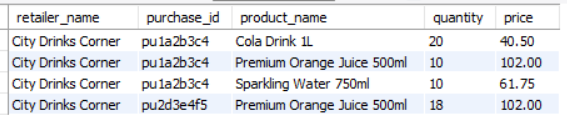 retailer_name purchase_id product_name quantity price
City Drinks Corner pu1a2b3c4 Cola Drink 1L 20 40.50
City Drinks Corner pu1a2b3c4 Premium Orange Juice 500ml 10 102.00
City Drinks Corner pu1a2b3c4 Sparkling Water 750ml 10 61.75
City Drinks Corner pu2d3e4f5 Premium Orange Juice 500ml 18 102.00